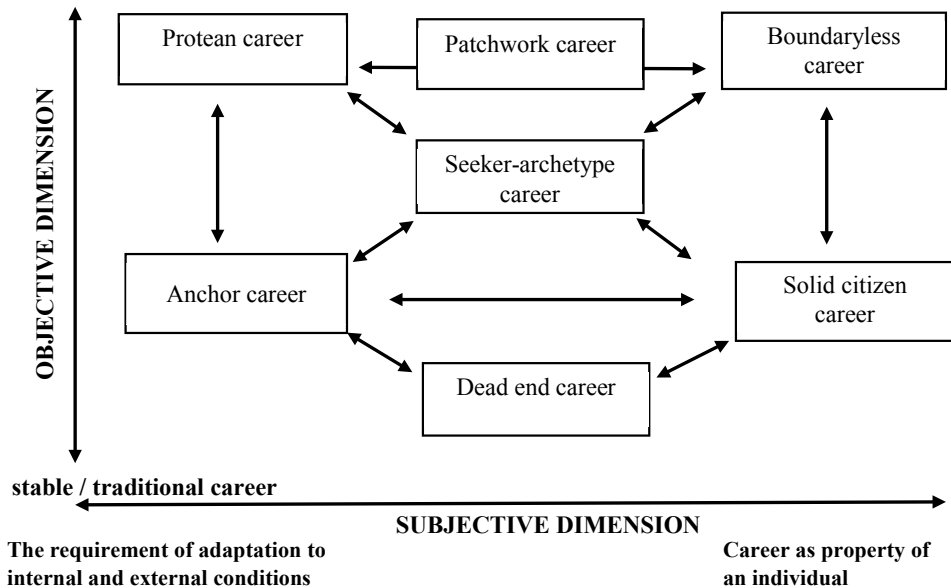 Protean career
Patchwork career
Boundaryless
career
Seeker-archetype
career
Anchor career
Solid citizen
career
Dead end career
OBJECTIVE DIMENSION
stable / traditional career
SUBJECTIVE DIMENSION
The requirement of adaptation to
internal and external conditions
Career as property of
an individual